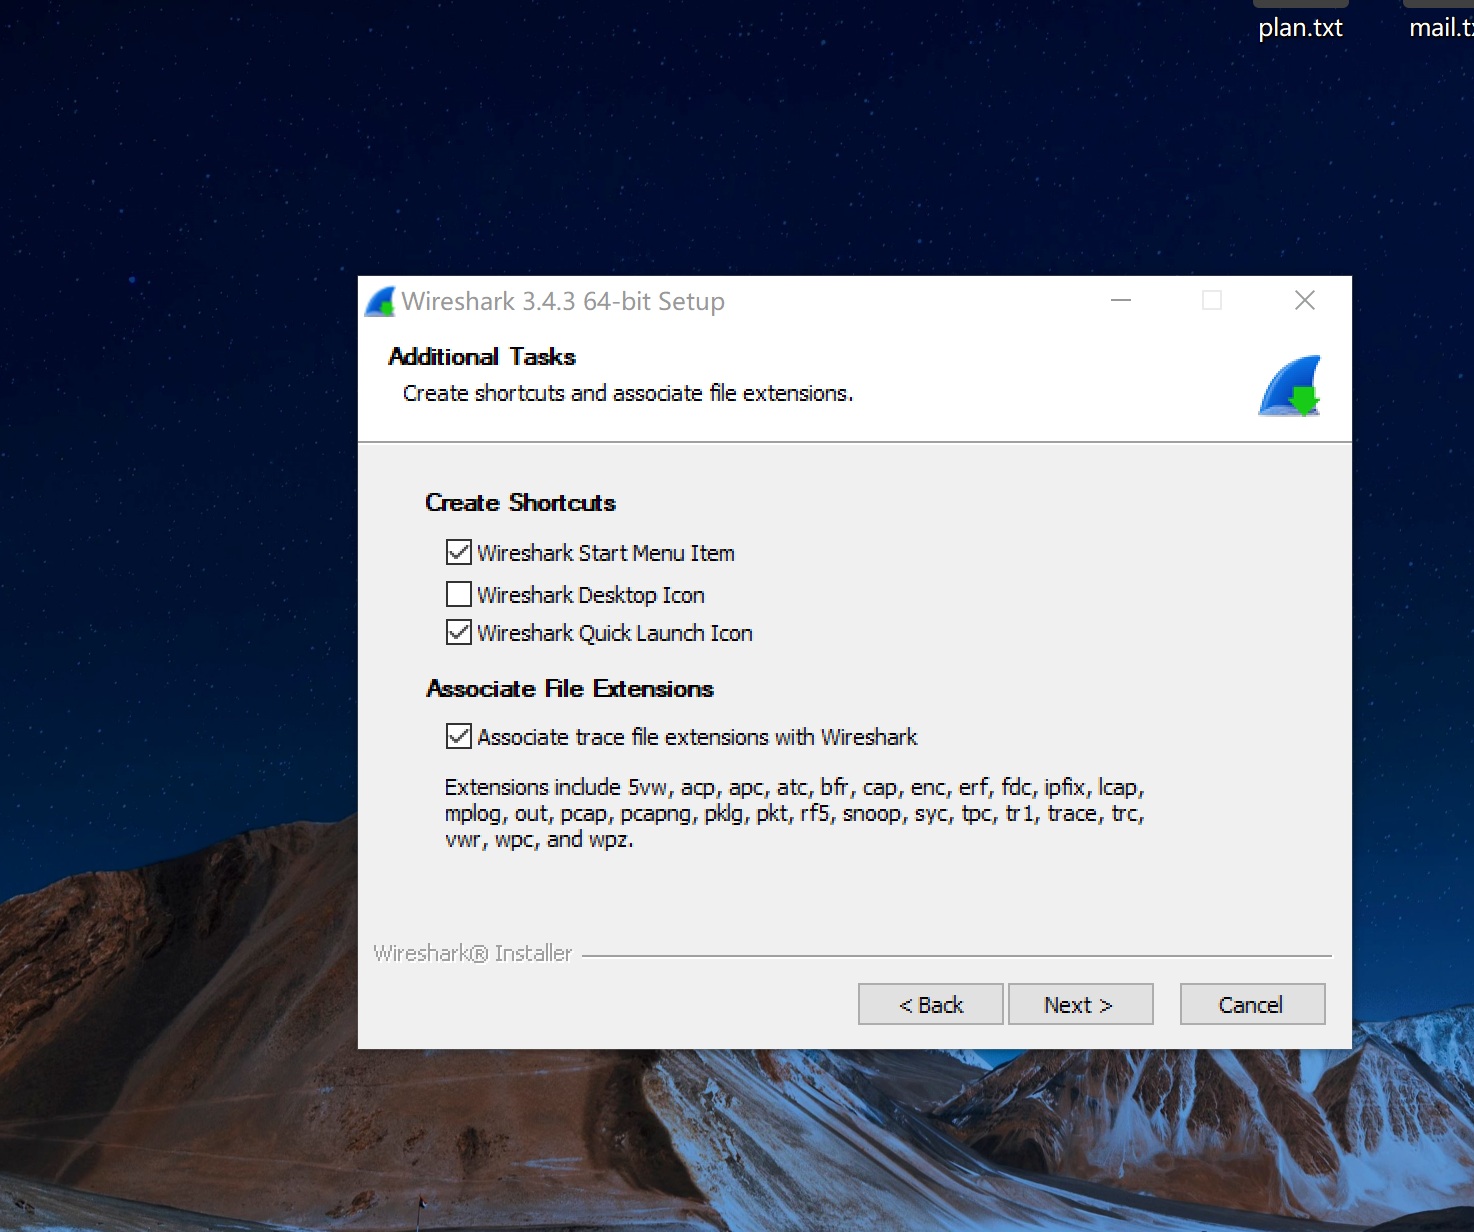 plan.txt
mail.tx
Wireshark 3.4.3 64-bit Setup
Additional Tasks
Create shortcuts and associate file extensions.
Create Shortcuts
Wireshark Start Menu Item
Wireshark Desktop Icon
Wireshark Quick Launch Icon
Associate File Extensions
Associate trace file extensions with Wireshark
Extensions include 5vw, acp, apc, atc, bfr, cap, enc, erf, fdc, ipfix, lcap,
mplog, out, pcap, pcapng, pklg, pkt, rf5, snoop, syc, tpc, tr1, trace, trc,
vwr, wpc, and wpz.
Wireshark® Installer
< Back
Next >
Cancel